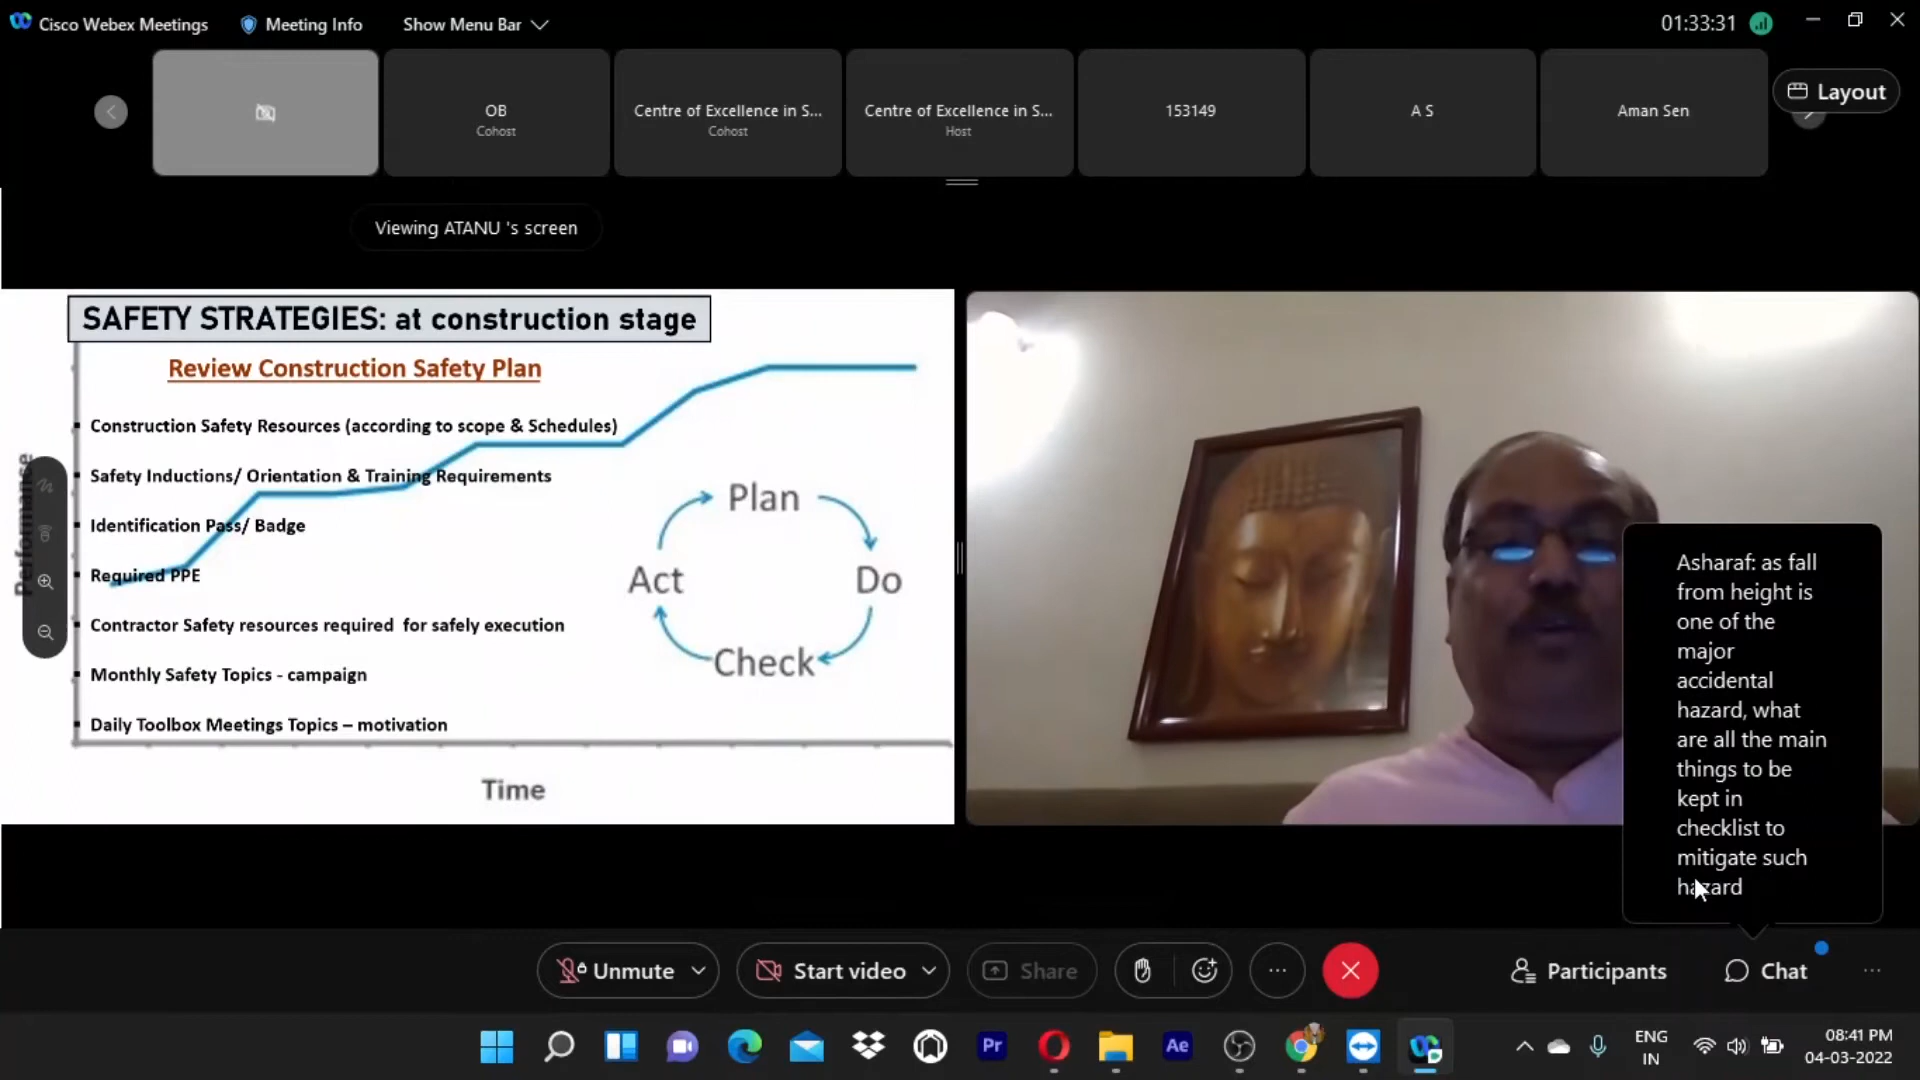 Cisco Webex Meetings
Meeting Info
Show Menu Bar
01:33:31
OB
Cohost
Centre of Excellence in S...
Cohost
Centre of Excellence in S...
Host
153149
A S
Aman Sen
Layout
Viewing ATANU 's screen
SAFETY STRATEGIES: at construction stage
Review Construction Safety Plan
Construction Safety Resources (according to scope & Schedules)
Safety Inductions/ Orientation & Training Requirements
Identification Pass/ Badge
Required PPE
Contractor Safety resources required for safely execution
Monthly Safety Topics - campaign
Daily Toolbox Meetings Topics – motivation
Performance
Time
Plan
Do
Check
Act
Asharaf: as fall
from height is
one of the
major
accidental
hazard, what
are all the main
things to be
kept in
checklist to
mitigate such
hazard
Unmute
Start video
Share
Participants
Chat
Pr
Ae
ENG
IN
08:41 PM
04-03-2022